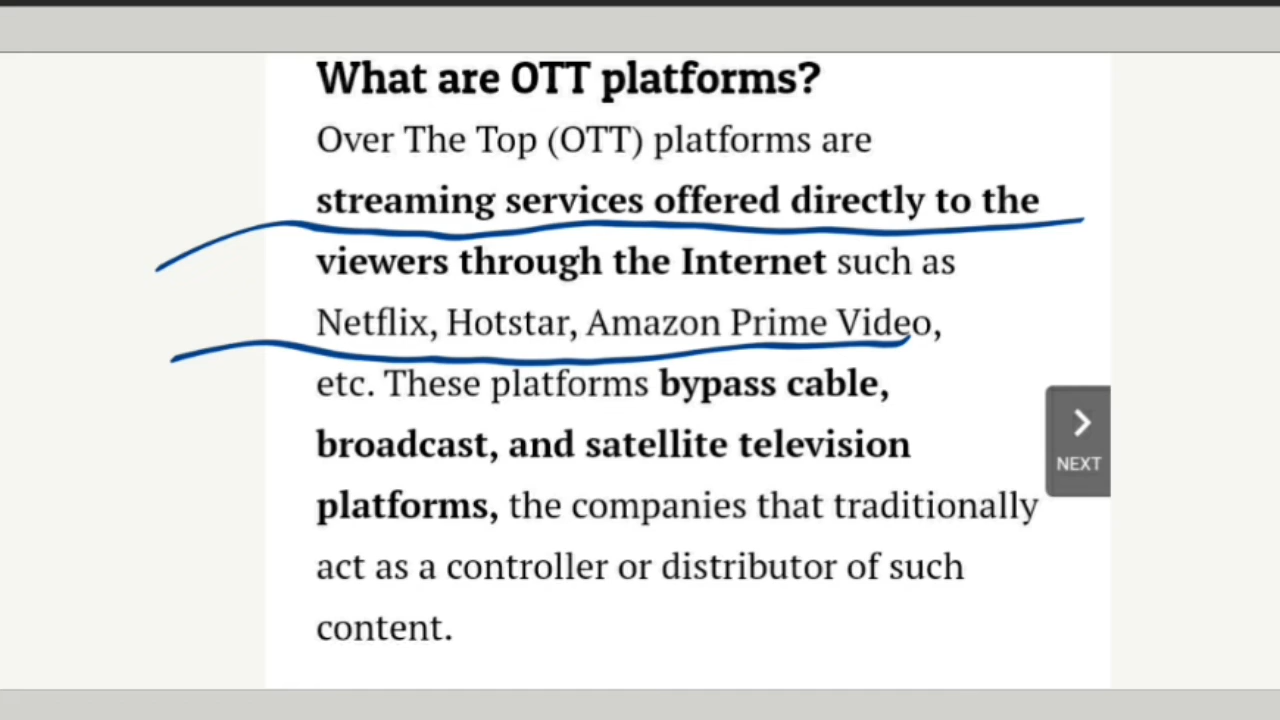 What are OTT platforms?
Over The Top (OTT) platforms are
streaming services offered directly to the
viewers through the Internet such as
Netflix, Hotstar, Amazon Prime Video,
etc. These platforms bypass cable,
broadcast, and satellite television
platforms, the companies that traditionally
act as a controller or distributor of such
content.
NEXT